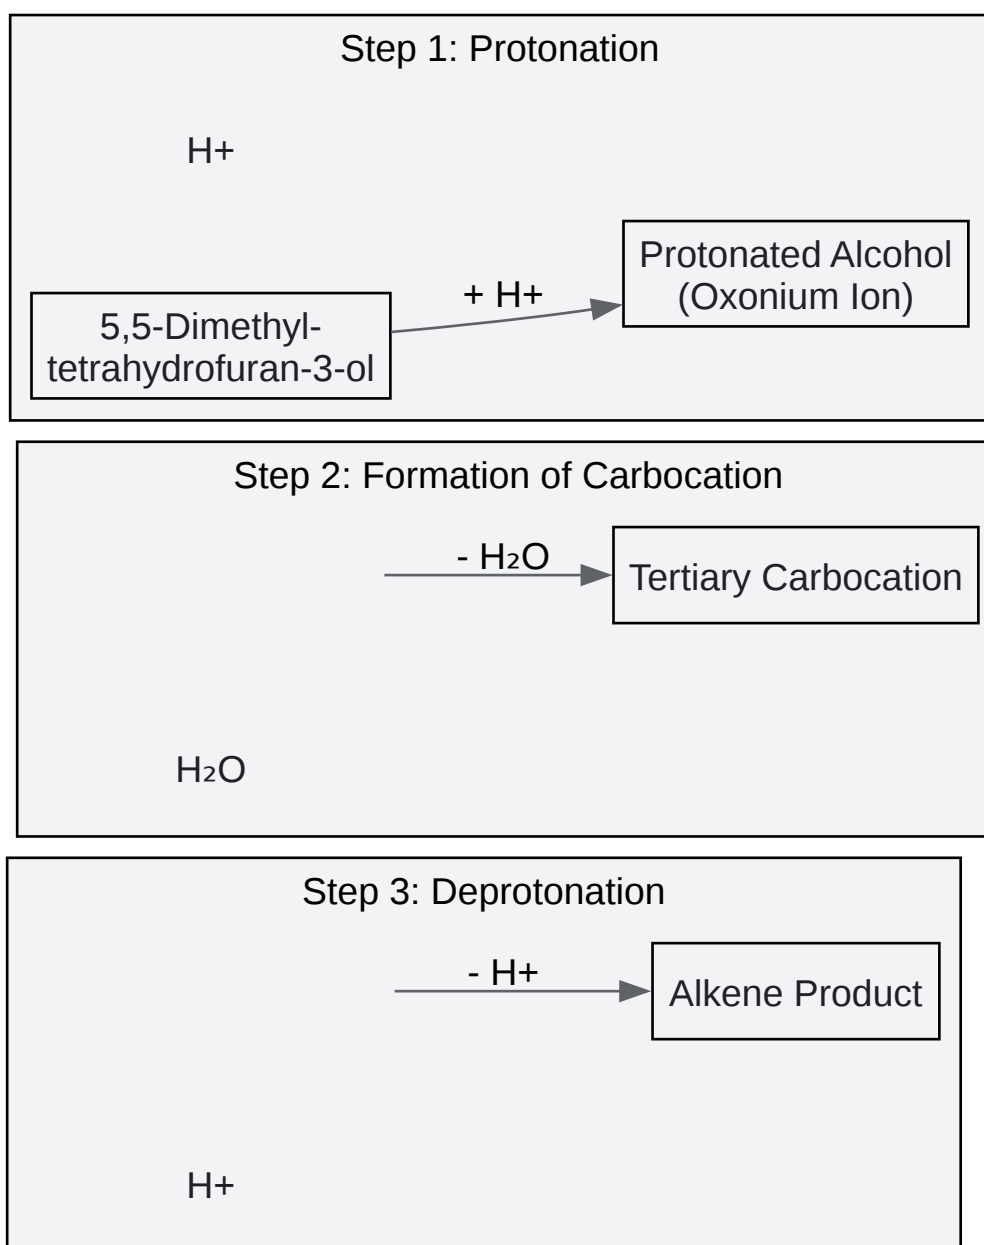 Step 1: Protonation
H+
Protonated Alcohol
(Oxonium Ion)
+ H+
5,5-Dimethyl-
tetrahydrofuran-3-ol
Step 2: Formation of Carbocation
- H₂O
Tertiary Carbocation
H₂O
Step 3: Deprotonation
- H+
Alkene Product
H+